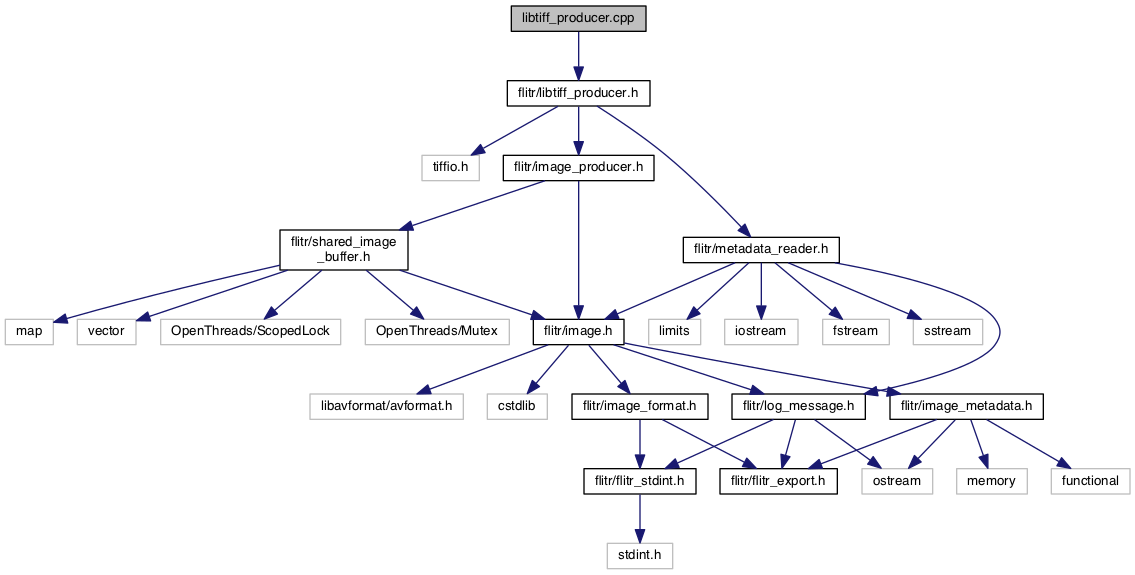 libtiff_producer.cpp
flitr/libtiff_producer.h
tiffio.h
flitr/image_producer.h
flitr/shared_image
_buffer.h
flitr/metadata_reader.h
map
vector
OpenThreads/ScopedLock
OpenThreads/Mutex
flitr/image.h
limits
iostream
fstream
sstream
libavformat/avformat.h
cstdlib
flitr/image_format.h
flitr/log_message.h
flitr/image_metadata.h
flitr/flitr_stdint.h
flitr/flitr_export.h
ostream
memory
functional
stdint.h